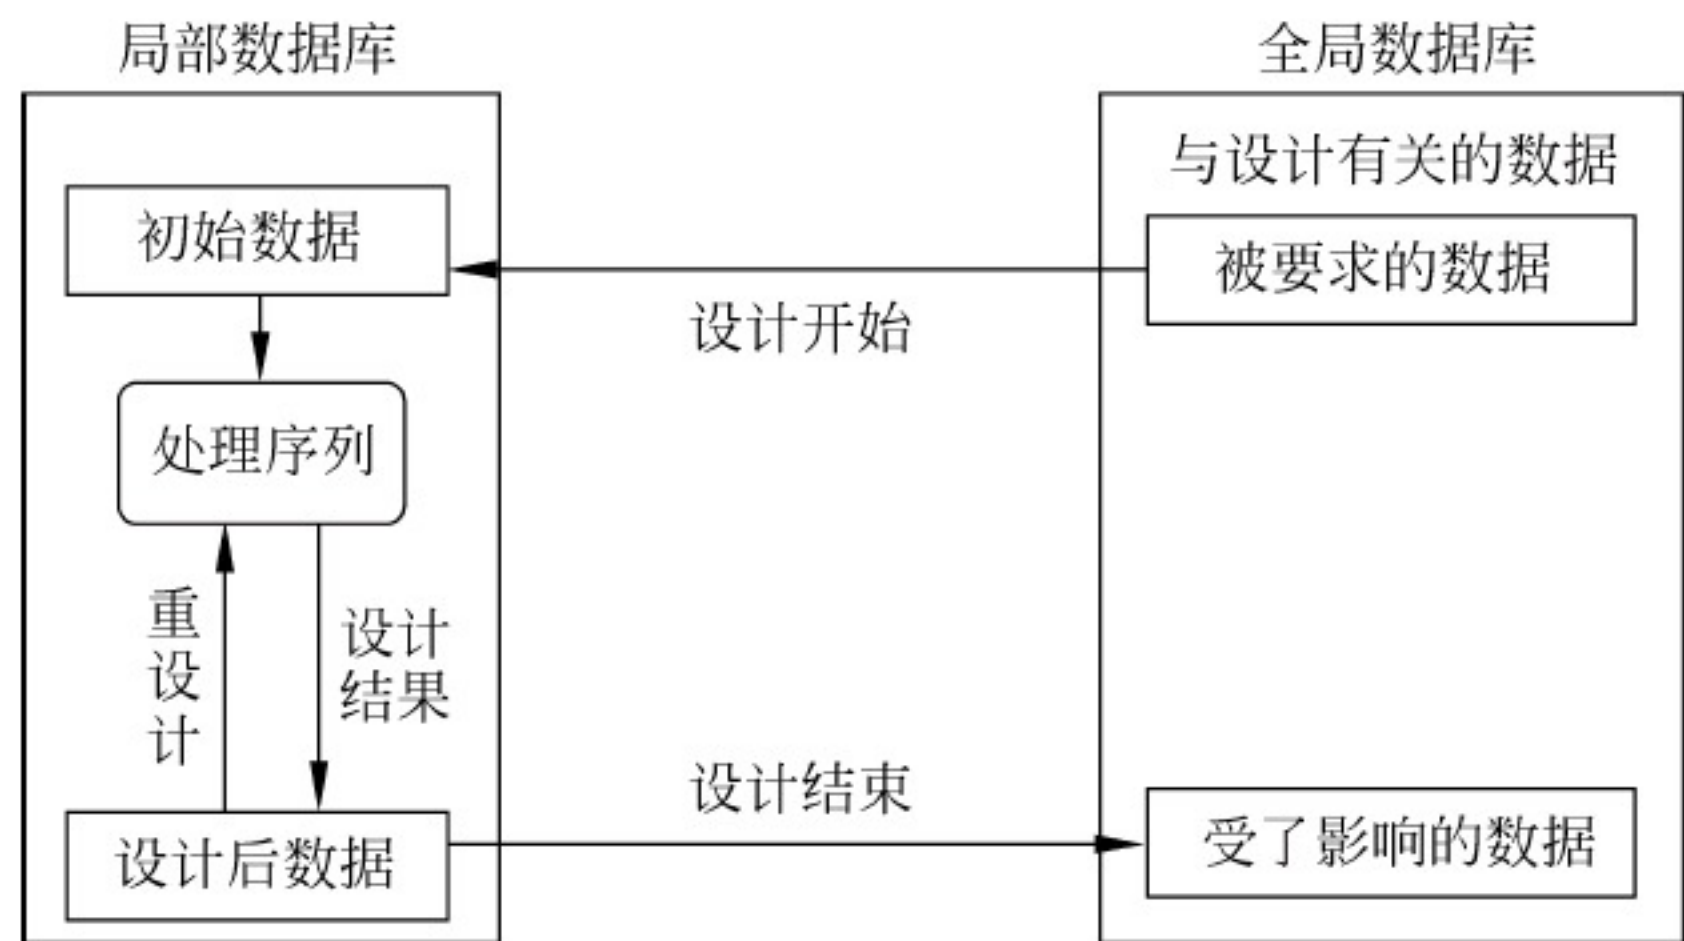 局部数据库
全局数据库
与设计有关的数据
初始数据
被要求的数据
设计开始
处理序列
重设计
设计
结果
设计结束
设计后数据
受了影响的数据